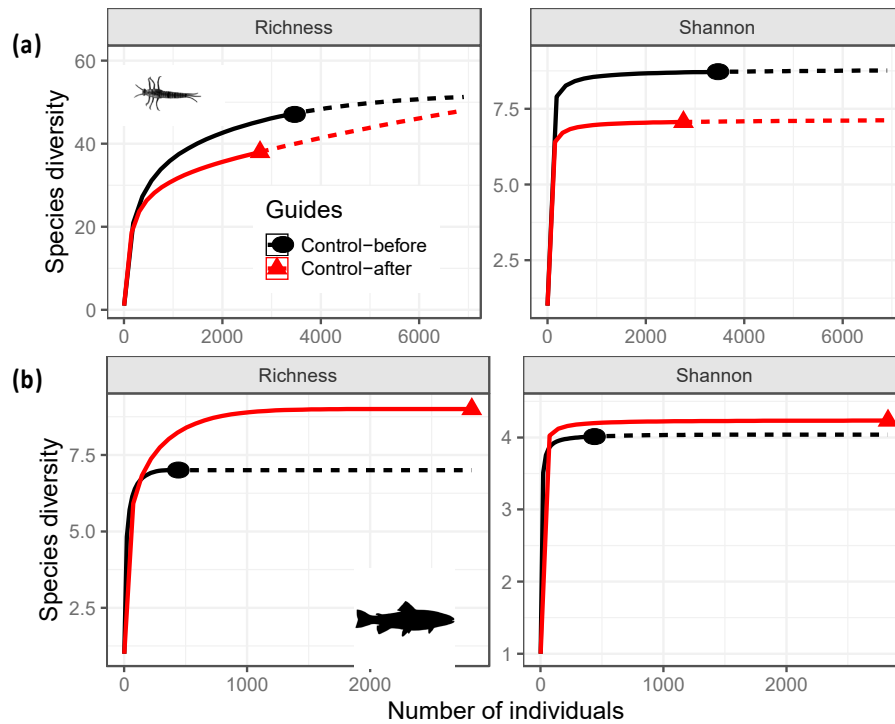 (a)
Richness
Shannon
Species diversity
60
40
20
0
7.5
5.0
2.5
Guides
Control−before
Control−after
0
2000
4000
6000
0
2000
4000
6000
(b)
Richness
Shannon
Species diversity
7.5
5.0
2.5
4
3
2
1
0
1000
2000
0
1000
2000
Number of individuals